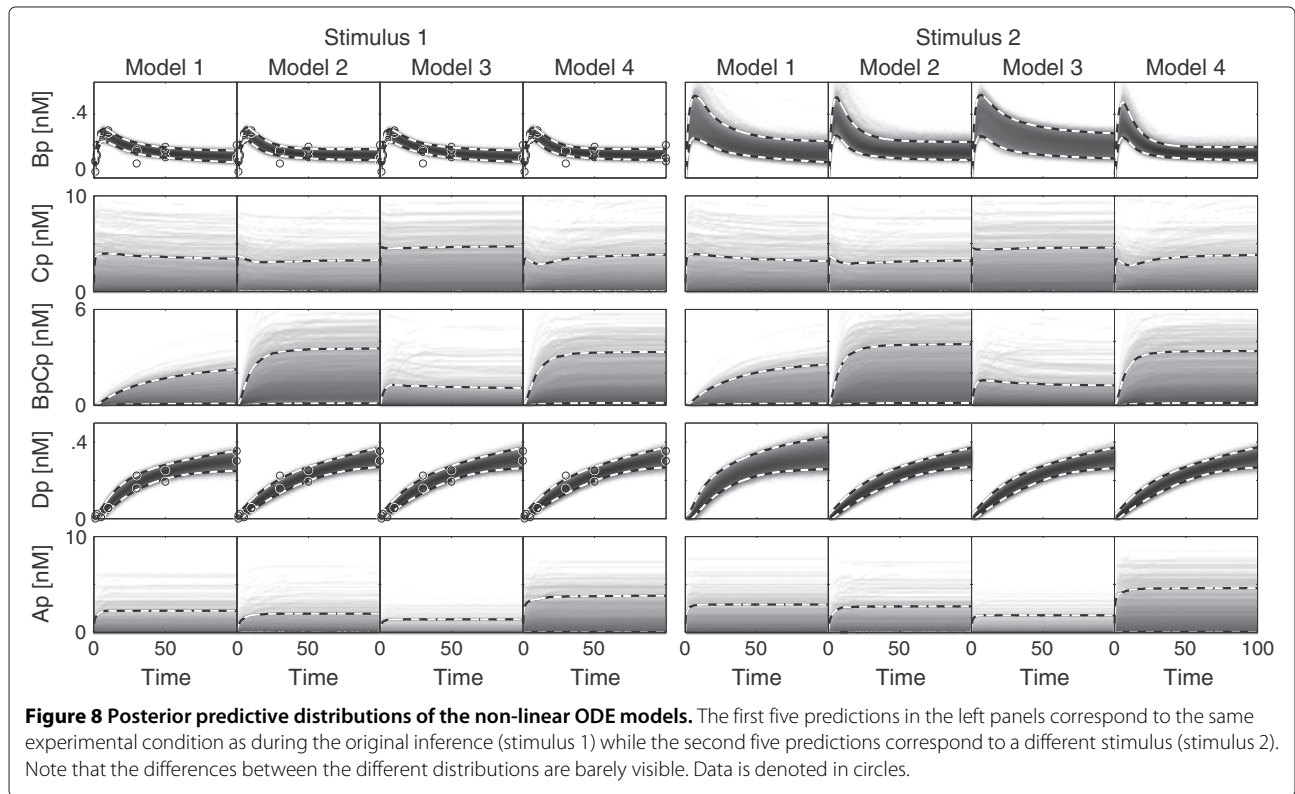 Stimulus 1
Stimulus 2
Model 1 Model 2 Model 3 Model 4 Model 1 Model 2 Model 3 Model 4
Bp [nM]
.4
0
Cp [nM]
10
0
BpCp [nM]
6
0
Dp [nM]
.4
0
Ap [nM]
10
0
0 50 0 50 0 50 0 50 0 50 0 50 0 50 0 50 100
Time Time Time Time Time Time Time Time
Figure 8 Posterior predictive distributions of the non-linear ODE models. The first five predictions in the left panels correspond to the same
experimental condition as during the original inference (stimulus 1) while the second five predictions correspond to a different stimulus (stimulus 2).
Note that the differences between the different distributions are barely visible. Data is denoted in circles.